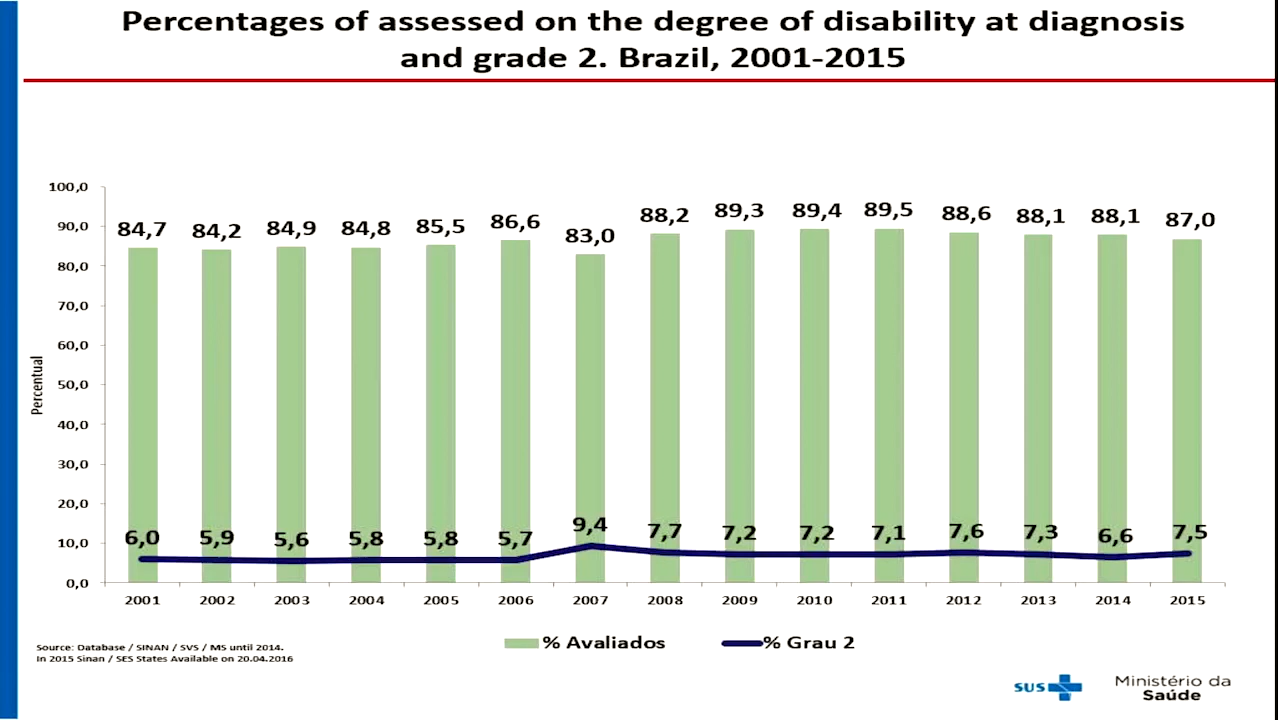 Percentages of assessed on the degree of disability at diagnosis
and grade 2. Brazil, 2001-2015
Percentual
100,0
90,0
80,0
70,0
60,0
50,0
40,0
30,0
20,0
10,0
0,0
84,7 84,2 84,9 84,8 85,5 86,6 83,0 88,2 89,3 89,4 89,5 88,6 88,1 88,1 87,0
6,0 5,9 5,6 5,8 5,8 5,7 9,4 7,7 7,2 7,2 7,1 7,6 7,3 6,6 7,5
2001 2002 2003 2004 2005 2006 2007 2008 2009 2010 2011 2012 2013 2014 2015
% Avaliados % Grau 2
Source: Database / SINAN / SVS / MS until 2014.
In 2015 Sinan / SES States Available on 20.04.2016
SUS
Ministério da
Saúde